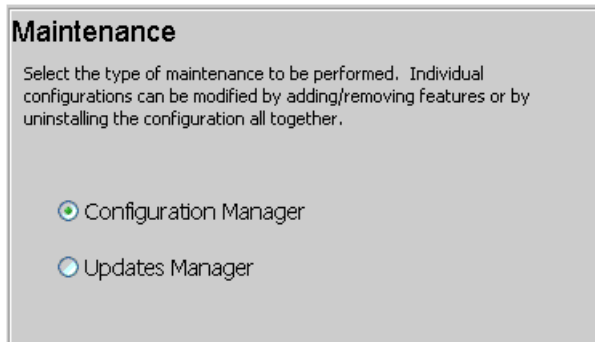 Maintenance
Select the type of maintenance to be performed.  Individual
configurations can be modified by adding/removing features or by
uninstalling the configuration all together.
Configuration Manager
Updates Manager